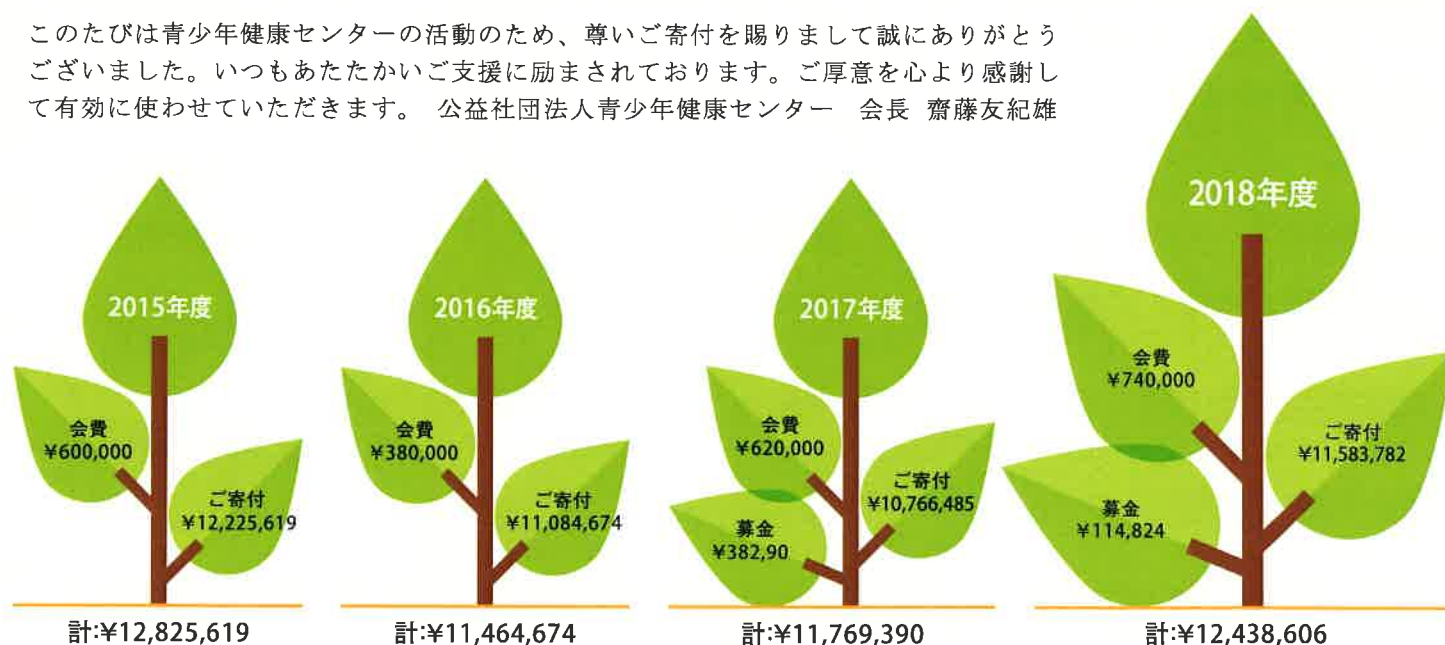 このたびは青少年健康センターの活動のため、尊いご寄付を賜りまして誠にありがとう
ございました。いつもあたたかいご支援に励まされております。ご厚意を心より感謝し
て有効に使わせていただきます。 公益社団法人青少年健康センター 会長 齋藤友紀雄
2015年度
会費
¥600,000
ご寄付
¥12,225,619
計:¥12,825,619
2016年度
会費
¥380,000
ご寄付
¥11,084,674
計:¥11,464,674
2017年度
会費
¥620,000
ご寄付
¥10,766,485
募金
¥382,90
計:¥11,769,390
2018年度
会費
¥740,000
ご寄付
¥11,583,782
募金
¥114,824
計:¥12,438,606